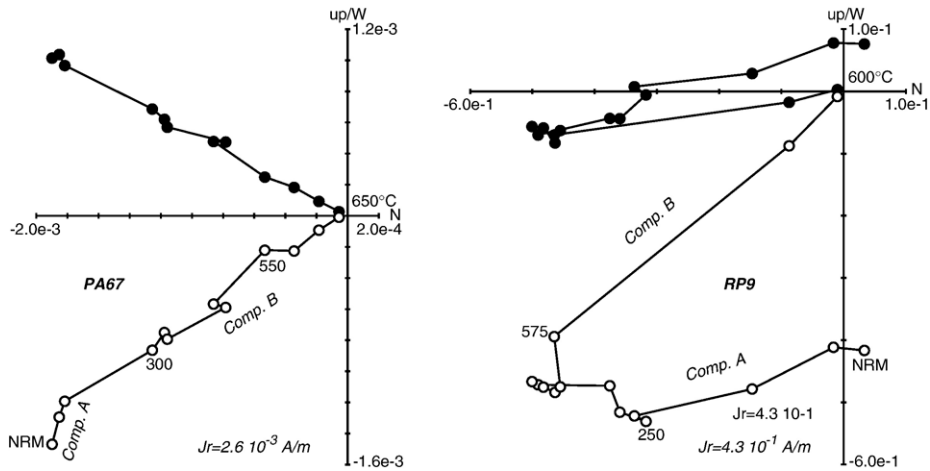 up/W
1.2e-3
650°C
N
-2.0e-3
2.0e-4
550
PA67
Comp. B
300
Comp. A
NRM
Jr=2.6 10-3 A/m
-1.6e-3
up/W
1.0e-1
600°C
N
-6.0e-1
1.0e-1
Comp. B
RP9
575
Comp. A
NRM
Jr=4.3 10-1
250
Jr=4.3 10-1 A/m
-6.0e-1